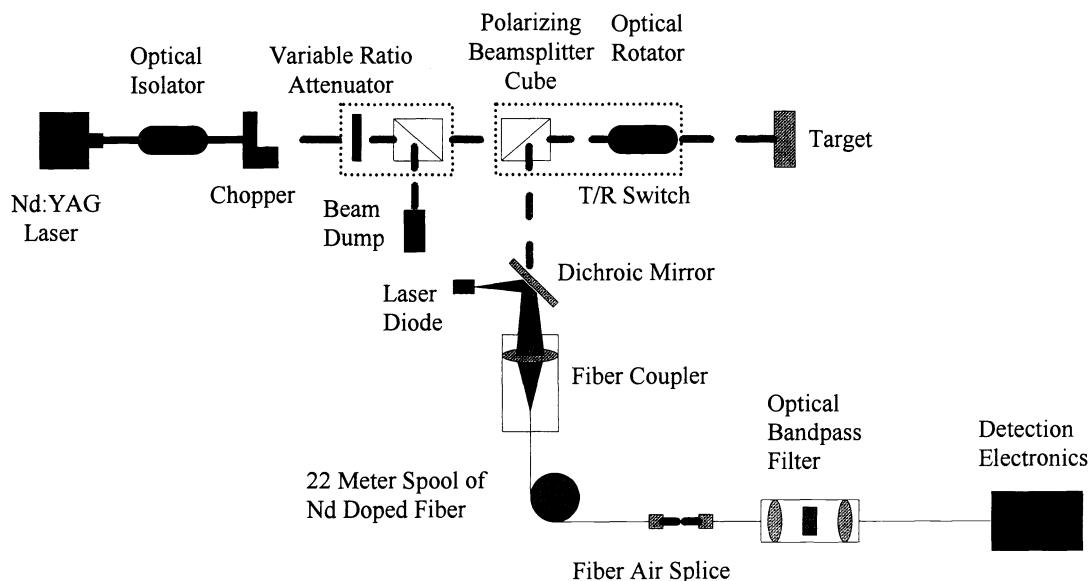 Optical
Isolator
Variable Ratio
Attenuator
Polarizing
Beamsplitter
Cube
Optical
Rotator
Target
Nd:YAG
Laser
Chopper
Beam
Dump
T/R Switch
Dichroic Mirror
Laser
Diode
Fiber Coupler
Optical
Bandpass
Filter
Detection
Electronics
22 Meter Spool of
Nd Doped Fiber
Fiber Air Splice